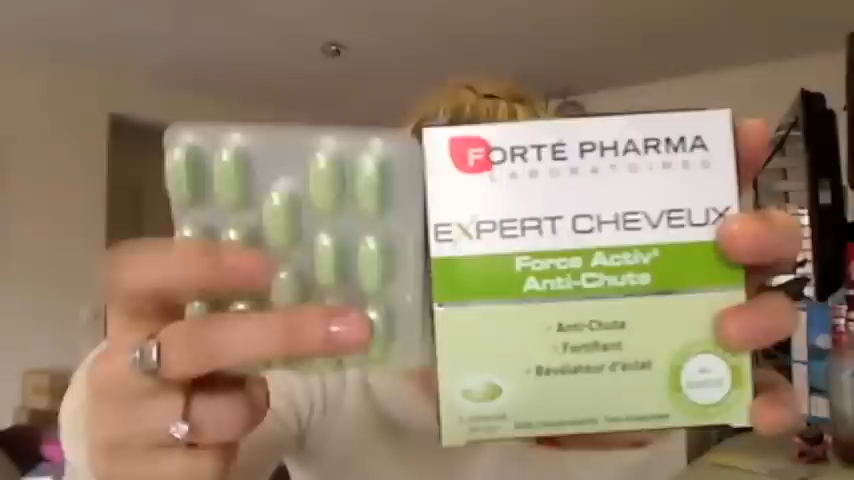 FORTÉ PHARMA
LABORATOIRES
EXPERT CHEVEUX
Force Activ'
Anti-Chute
• Anti-Chute
• Fortifiant
• Révélateur d'éclat